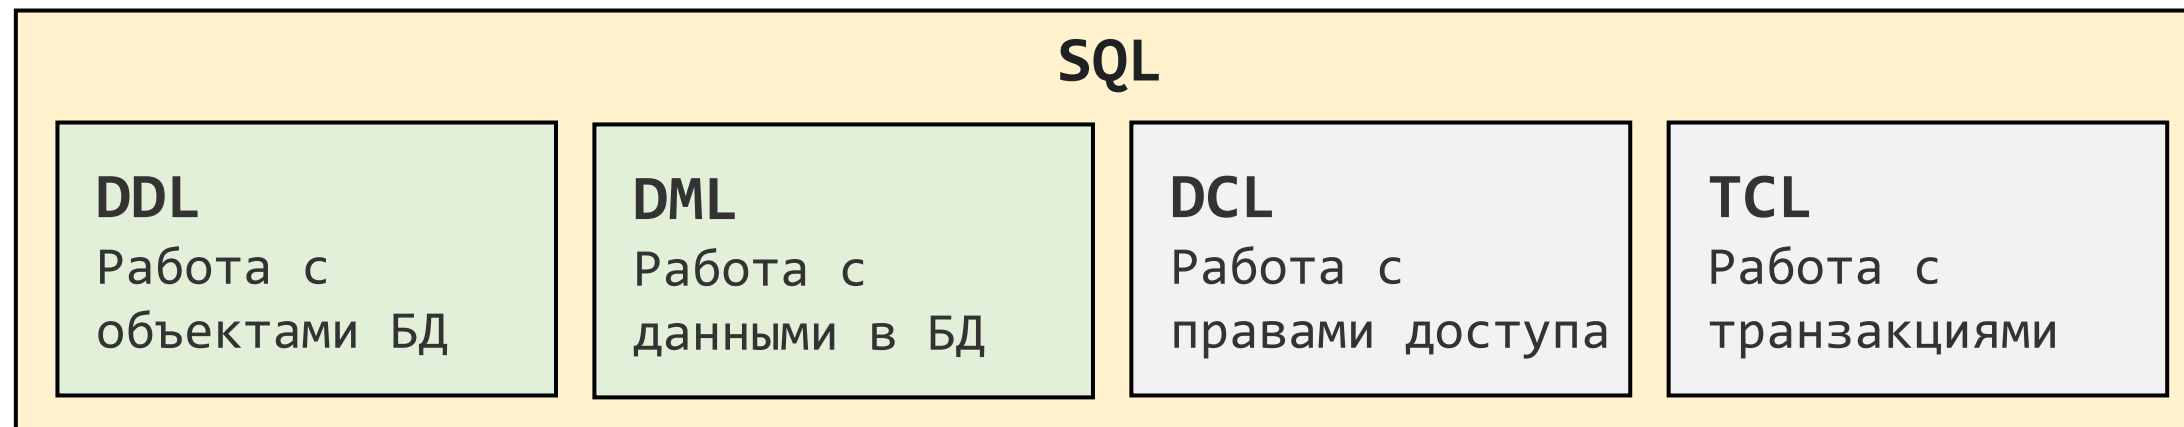 SQL
DDL
Работа с
объектами БД
DML
Работа с
данными в БД
DCL
Работа с
правами доступа
TCL
Работа с
транзакциями